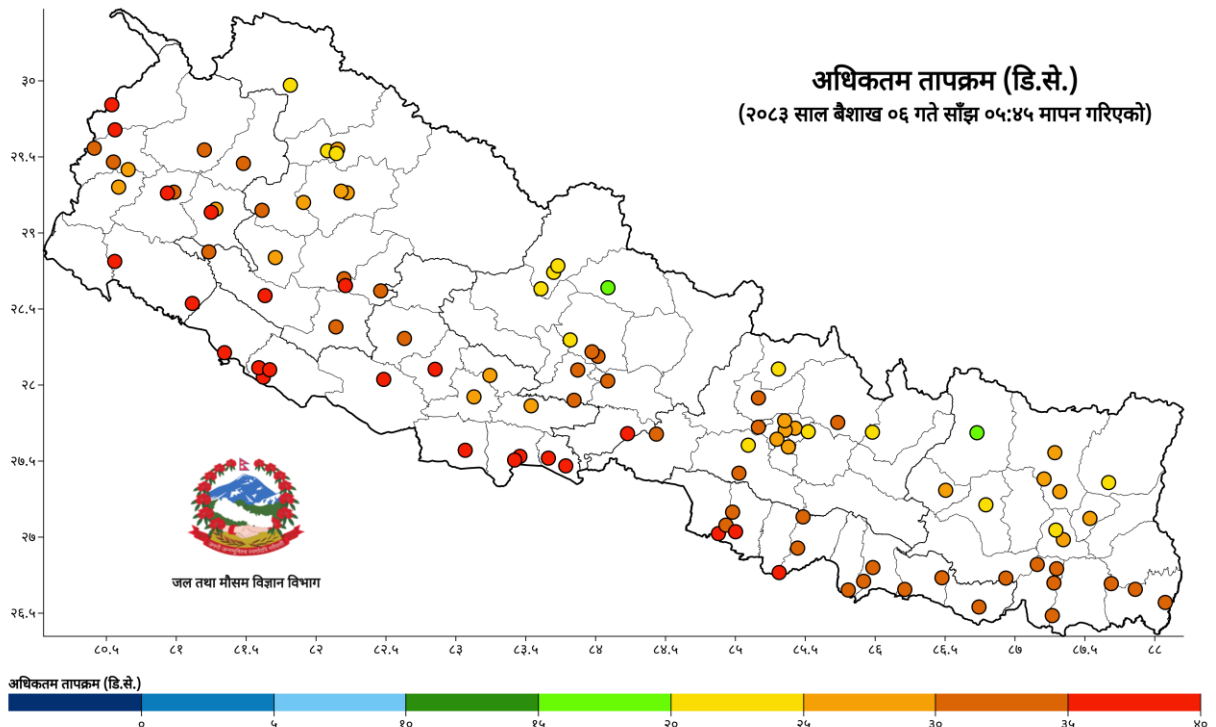 अधिकतम तापक्रम (डि.से.)
(२०८३ साल बैशाख ०६ गते साँझ ०५:४५ मापन गरिएको)
३०
२९.५
२९
२८.५
२८
२७.५
२७
२६.५
जल तथा मौसम विज्ञान विभाग
८०.५ ८१ ८१.५ ८२ ८२.५ ८३ ८३.५ ८४ ८४.५ ८५ ८५.५ ८६ ८६.५ ८७ ८७.५ ८८
अधिकतम तापक्रम (डि.से.)
० ५ १० १५ २० २५ ३० ३५ ४०